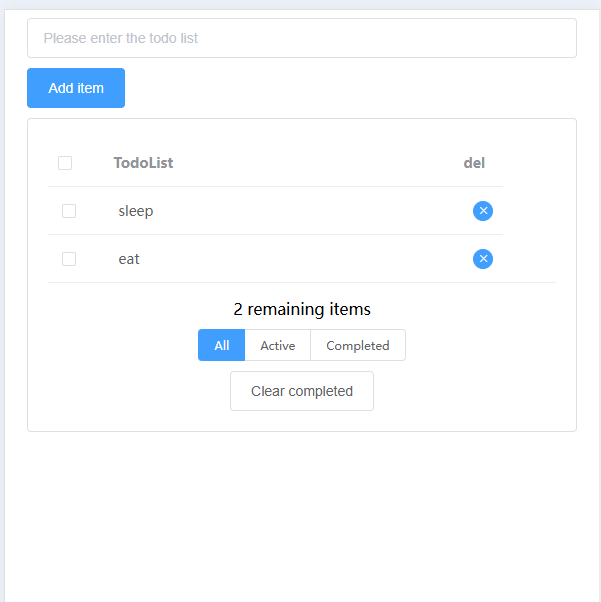 Please enter the todo list
Add item
TodoList del
sleep
eat
2 remaining items
All Active Completed
Clear completed